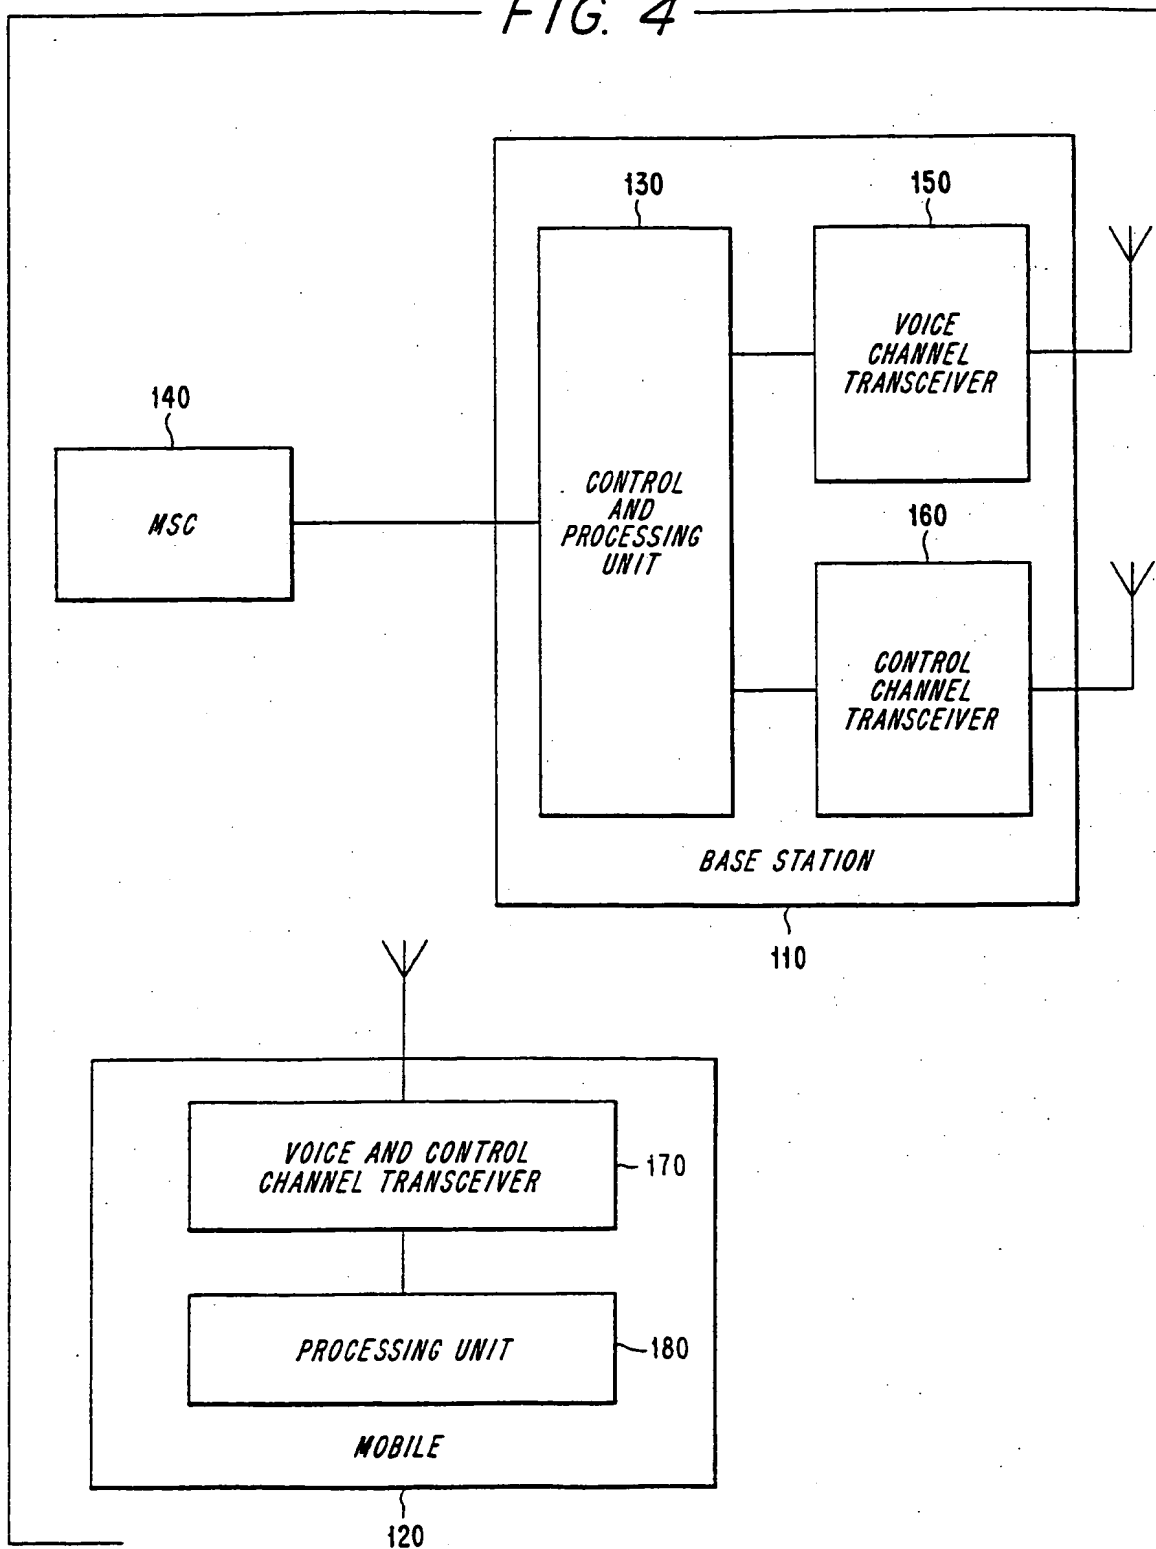 FIG. 4
130
150
VOICE
CHANNEL
TRANSCEIVER
140
MSC
CONTROL
AND
PROCESSING
UNIT
160
CONTROL
CHANNEL
TRANSCEIVER
BASE STATION
110
VOICE AND CONTROL
CHANNEL TRANSCEIVER
170
PROCESSING UNIT
180
MOBILE
120